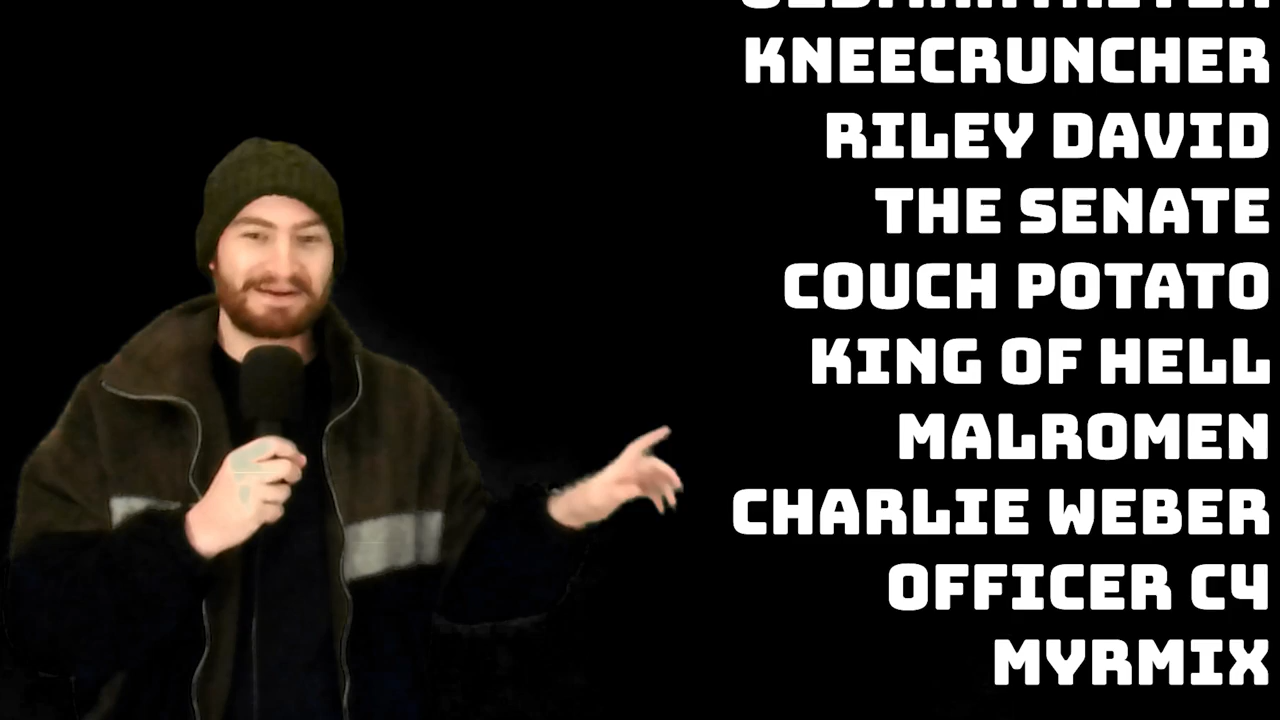 KNEECRUNCHER
RILEY DAVID
THE SENATE
COUCH POTATO
KING OF HELL
MALROMEN
CHARLIE WEBER
OFFICER C4
MYRMIX